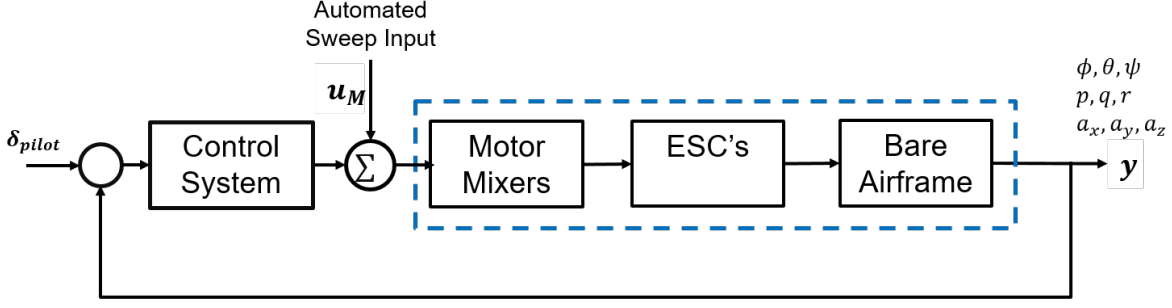 Automated
Sweep Input
u_M
δ_pilot
Control
System
Σ
Motor
Mixers
ESC's
Bare
Airframe
ϕ, θ, ψ
p, q, r
a_x, a_y, a_z
y